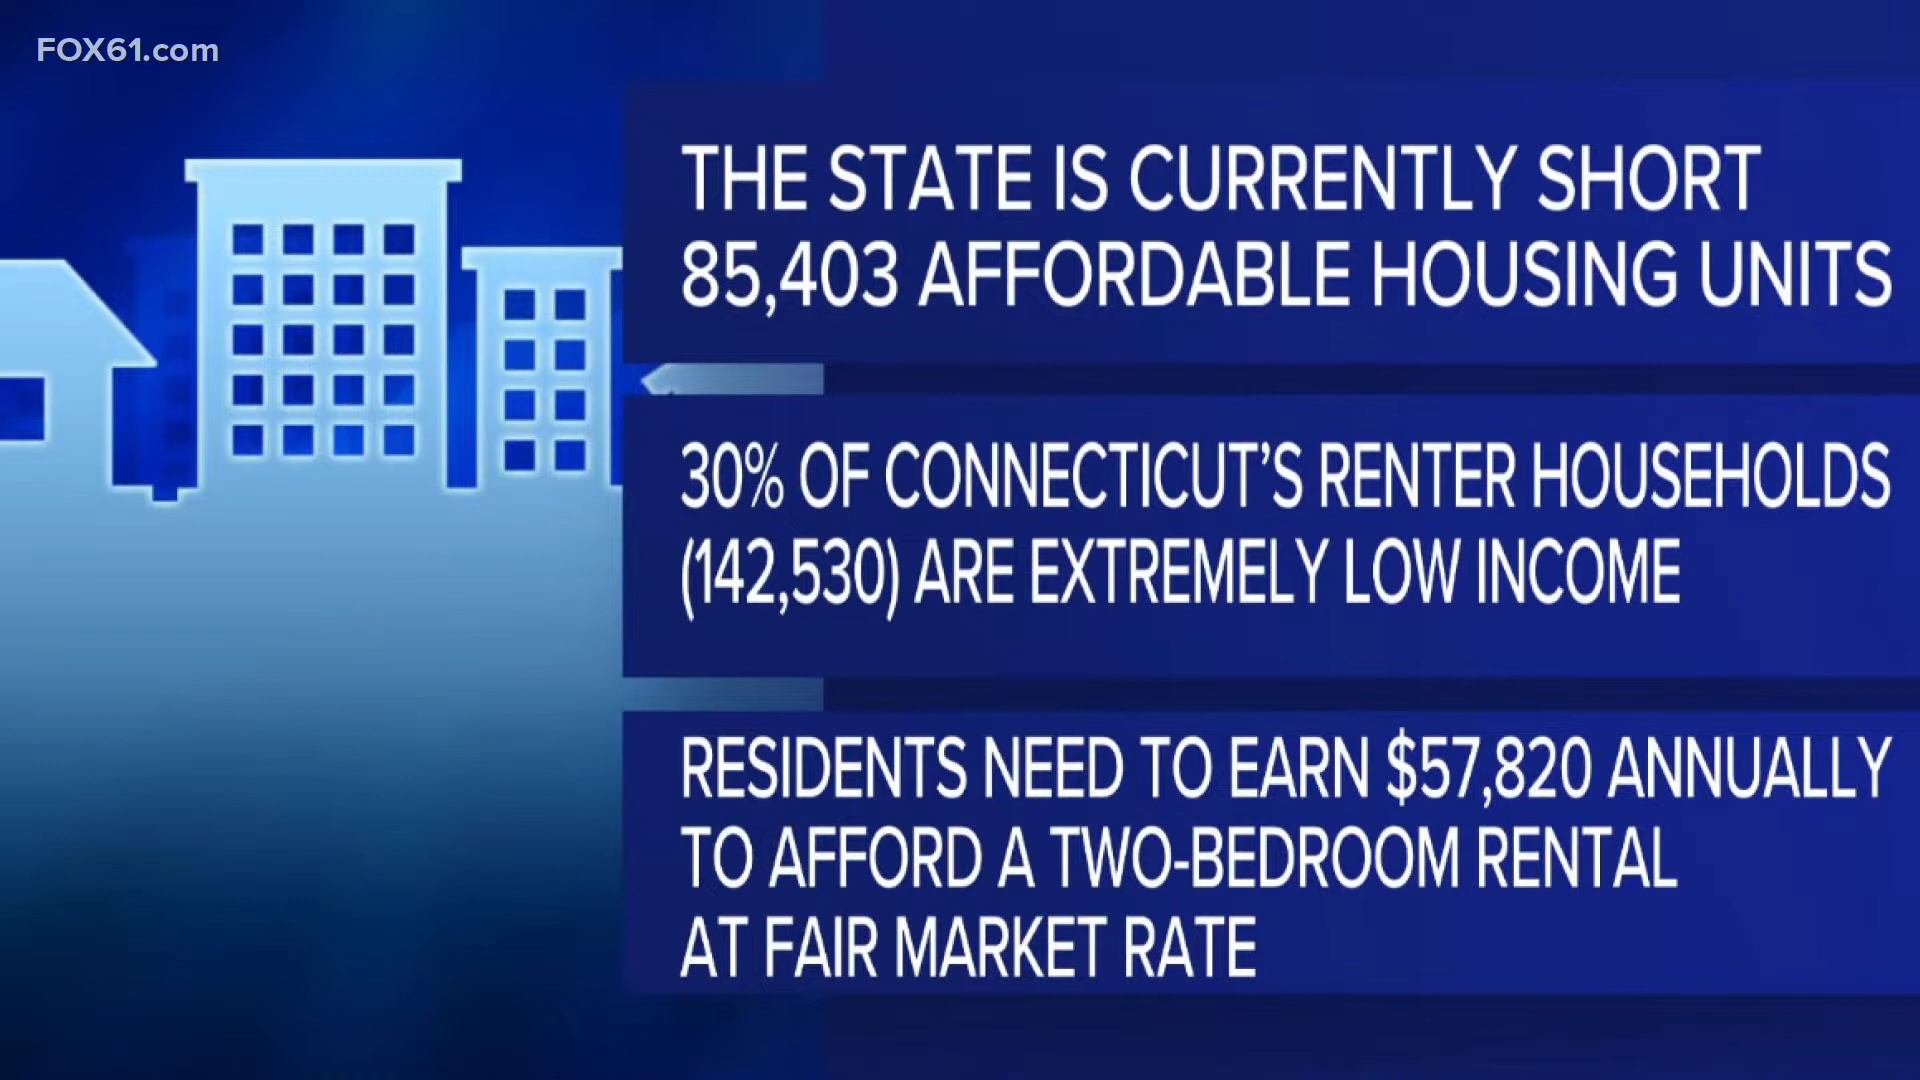 FOX61.com
THE STATE IS CURRENTLY SHORT
85,403 AFFORDABLE HOUSING UNITS
30% OF CONNECTICUT’S RENTER HOUSEHOLDS
(142,530) ARE EXTREMELY LOW INCOME
RESIDENTS NEED TO EARN $57,820 ANNUALLY
TO AFFORD A TWO-BEDROOM RENTAL
AT FAIR MARKET RATE